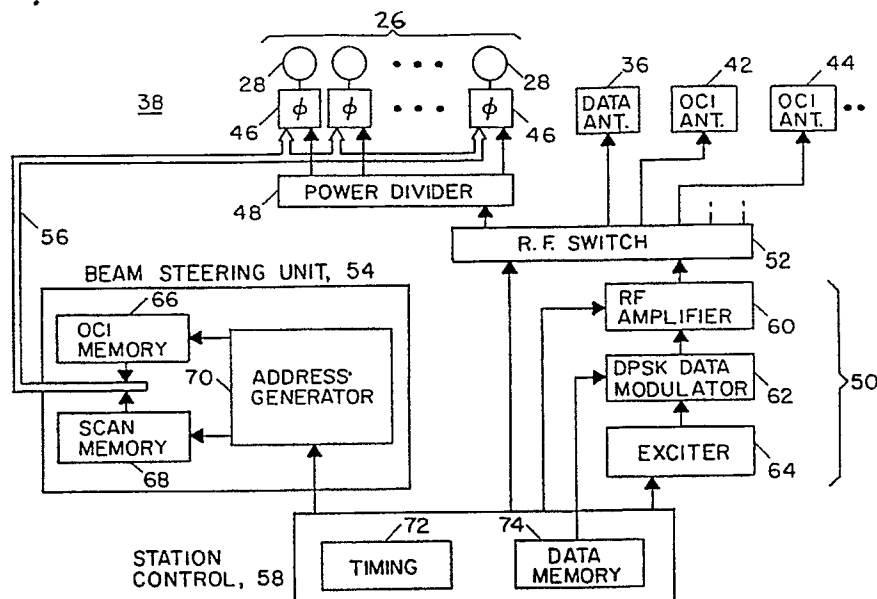 26
28
28
36
42
44
38
46
ϕ
ϕ
• • •
ϕ
46
DATA
ANT.
OCI
ANT.
OCI
ANT.
48
POWER DIVIDER
56
R.F. SWITCH
52
BEAM STEERING UNIT, 54
66
OCI
MEMORY
70
ADDRESS'
GENERATOR
SCAN
MEMORY
68
RF
AMPLIFIER
60
DPSK DATA
MODULATOR
62
50
EXCITER
64
STATION
CONTROL, 58
72
TIMING
74
DATA
MEMORY